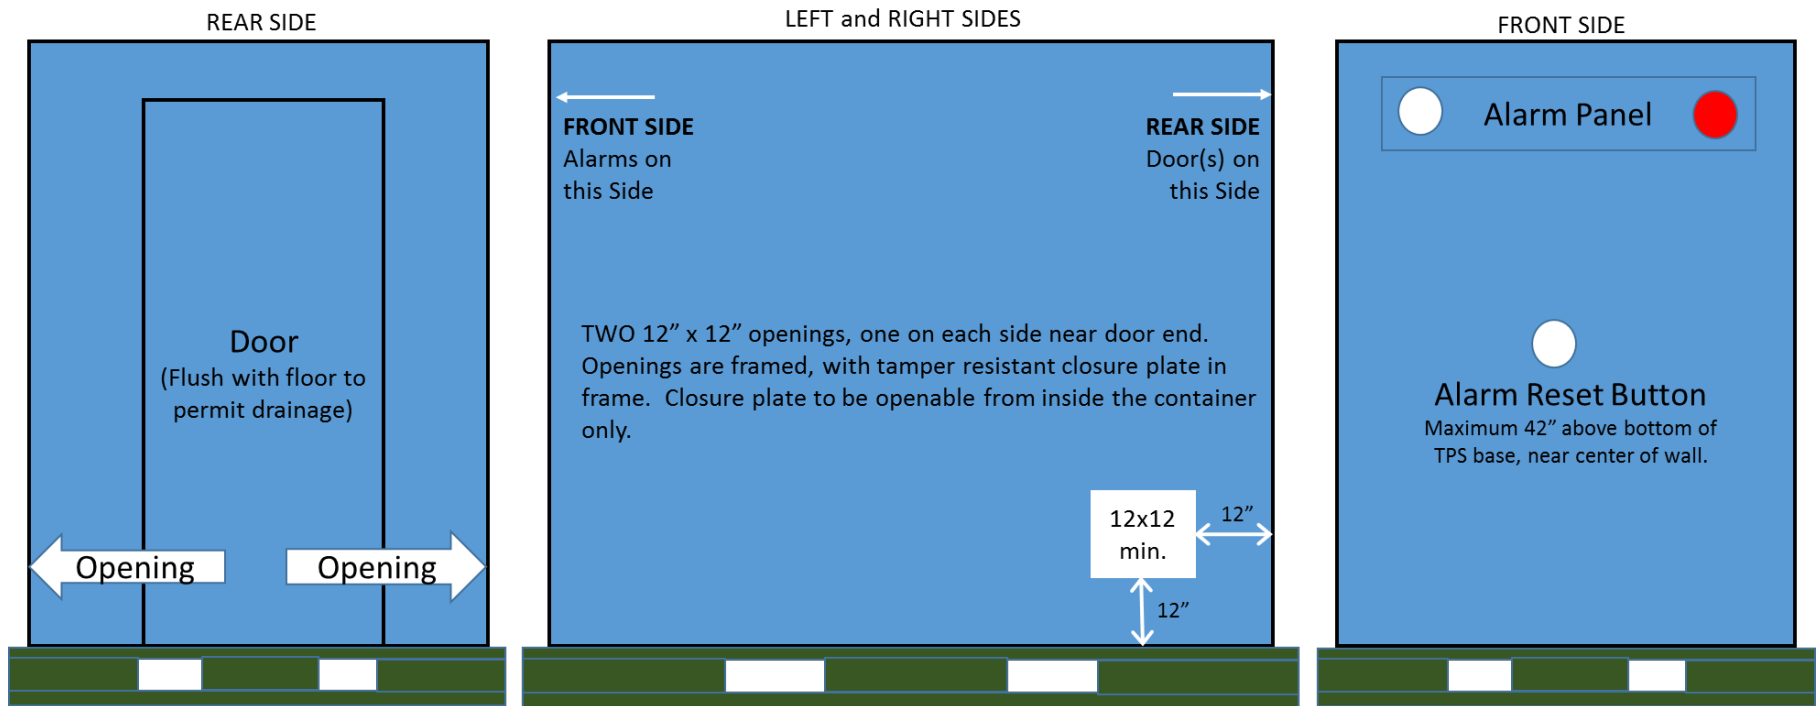 REAR SIDE
Door
(Flush with floor to
permit drainage)
Opening
Opening
LEFT and RIGHT SIDES
FRONT SIDE
Alarms on
this Side
REAR SIDE
Door(s) on
this Side
TWO 12” x 12” openings, one on each side near door end.
Openings are framed, with tamper resistant closure plate in
frame.  Closure plate to be openable from inside the container
only.
12x12
min.
12”
12”
FRONT SIDE
Alarm Panel
Alarm Reset Button
Maximum 42” above bottom of
TPS base, near center of wall.